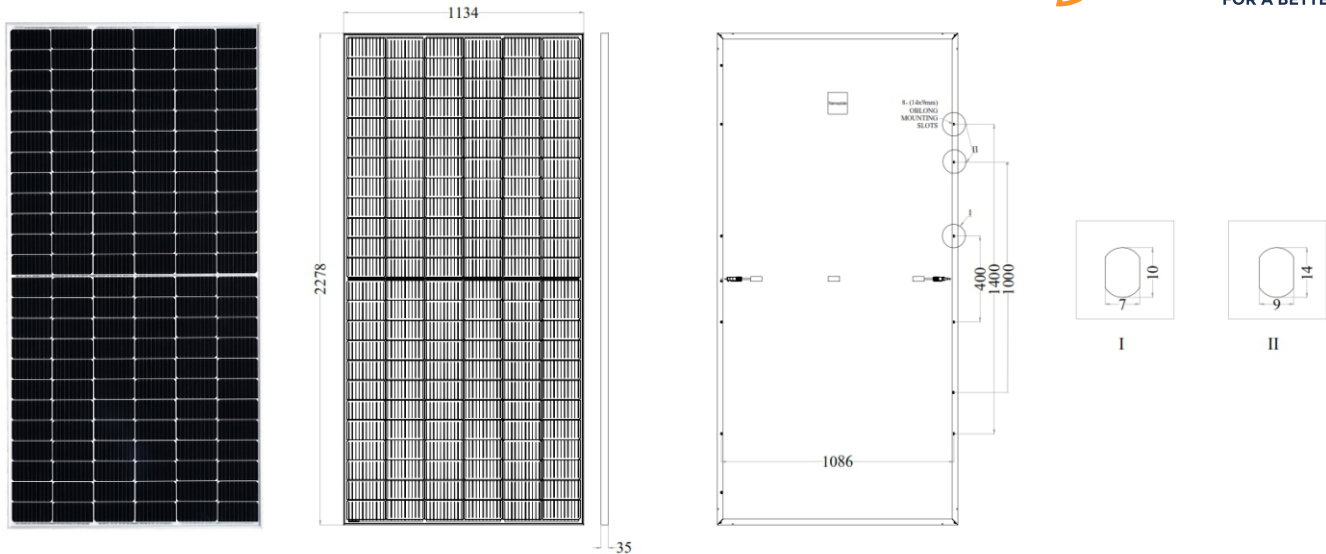 FOR A BETTE
1134
2278
35
Nameplate
8- (14x9mm)
OBLONG
MOUNTING
SLOTS
II
I
400
1400
1000
1086
10
7
I
14
9
II